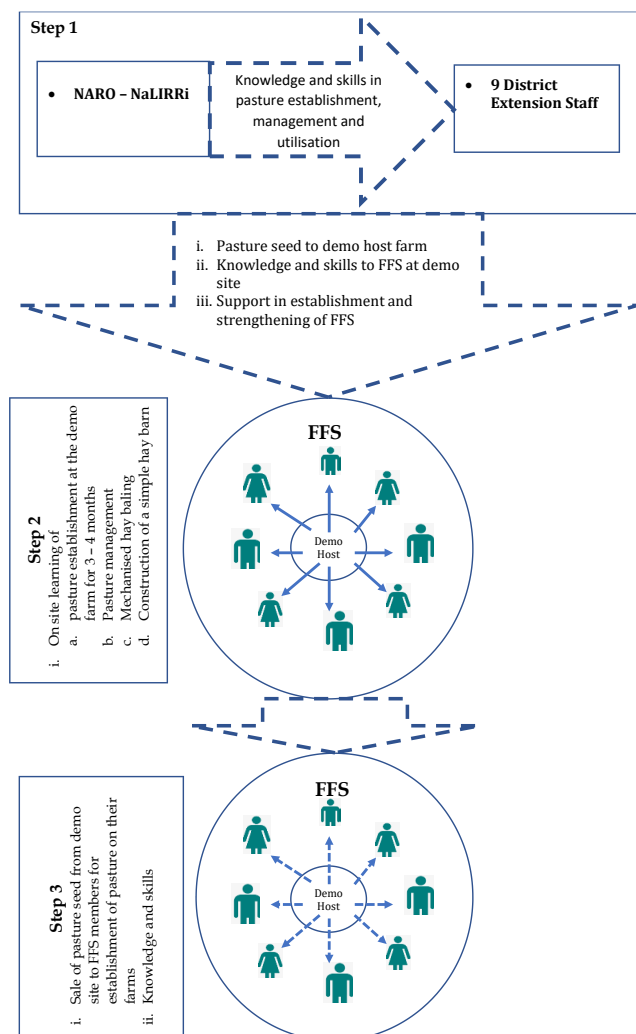 Step 1
• NARO – NaLIRRi
Knowledge and skills in
pasture establishment,
management and
utilisation
• 9 District
Extension Staff
i. Pasture seed to demo host farm
ii. Knowledge and skills to FFS at demo
site
iii. Support in establishment and
strengthening of FFS
Step 2
i. On site learning of
a. pasture establishment at the demo
farm for 3 – 4 months
b. Pasture management
c. Mechanised hay baling
d. Construction of a simple hay barn
FFS
Demo
Host
Step 3
i. Sale of pasture seed from demo
site to FFS members for
establishment of pasture on their
farms
ii. Knowledge and skills
FFS
Demo
Host